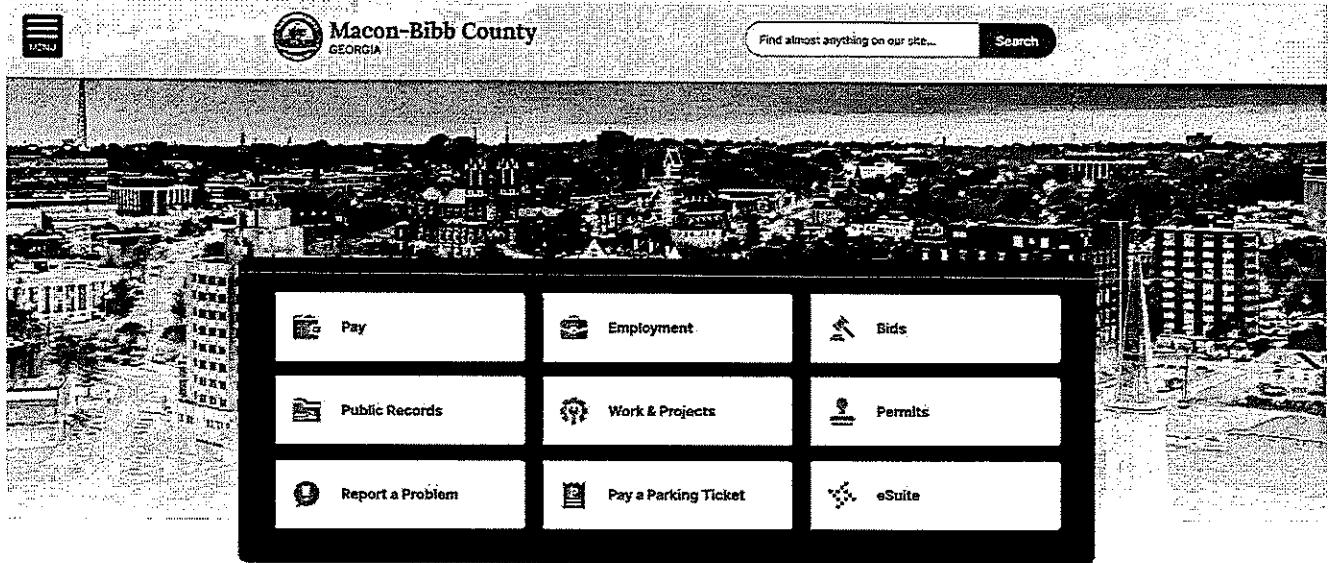 MENU
Macon-Bibb County
GEORGIA
Find almost anything on our site...
Search
Pay
Employment
Bids
Public Records
Work & Projects
Permits
Report a Problem
Pay a Parking Ticket
eSuite